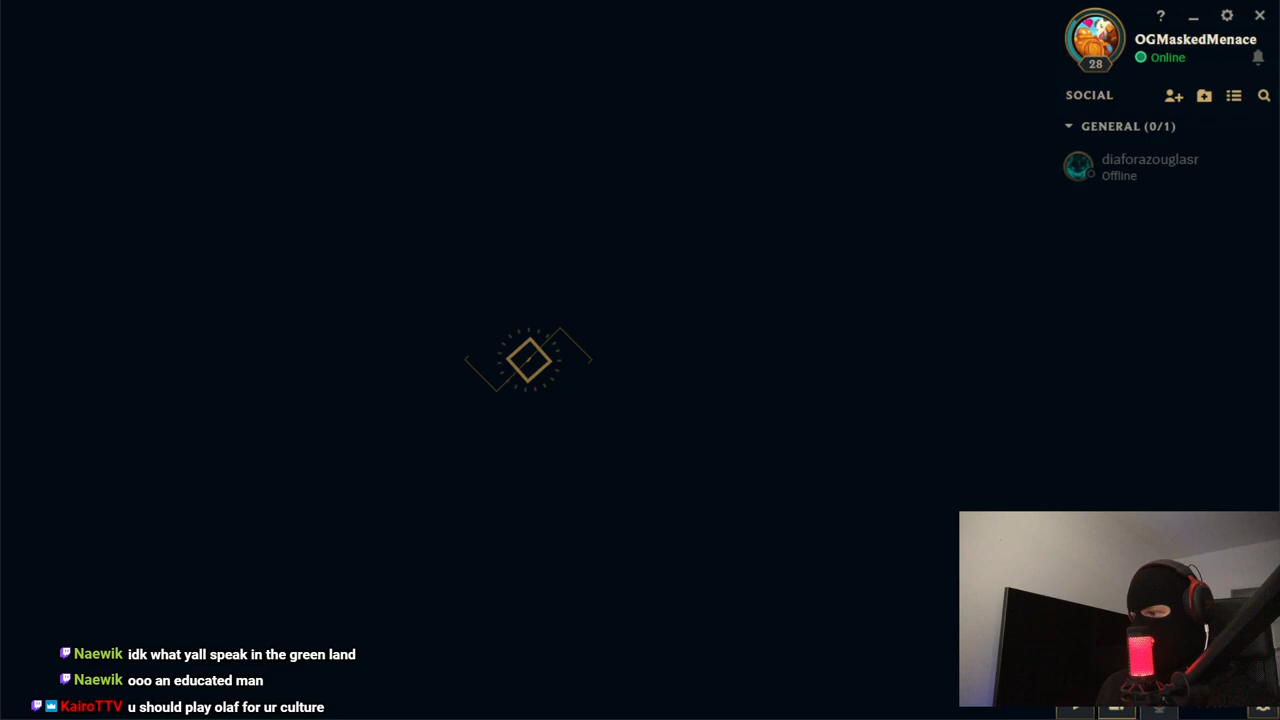 ?
OGMaskedMenace
28
Online
SOCIAL
GENERAL (0/1)
diaforazouglasr
Offline
Naewik idk what yall speak in the green land
Naewik ooo an educated man
KairoTTV u should play olaf for ur culture